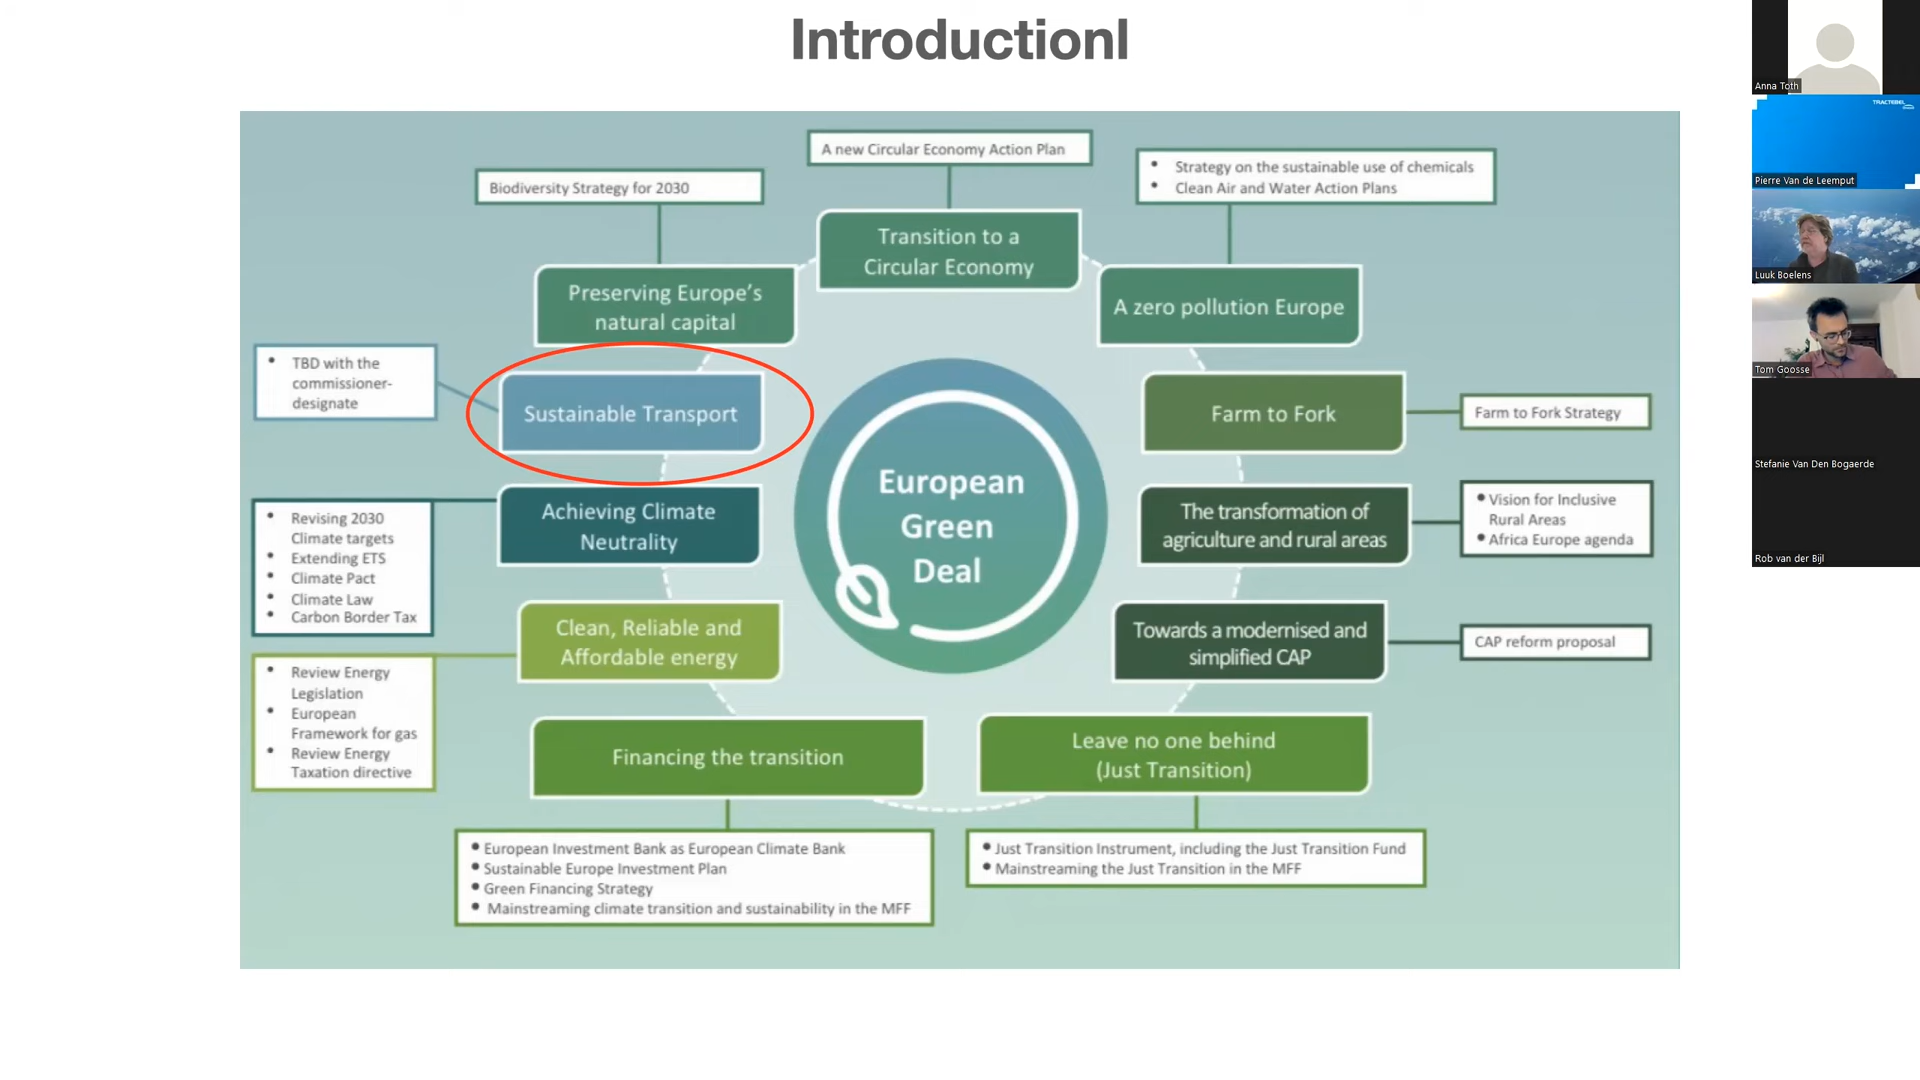 Introductionl
A new Circular Economy Action Plan
Biodiversity Strategy for 2030
• Strategy on the sustainable use of chemicals
• Clean Air and Water Action Plans
Transition to a
Circular Economy
Preserving Europe's
natural capital
A zero pollution Europe
• TBD with the
commissioner-
designate
Sustainable Transport
Farm to Fork
Farm to Fork Strategy
European
Green
Deal
• Revising 2030
Climate targets
• Extending ETS
• Climate Pact
• Climate Law
• Carbon Border Tax
Achieving Climate
Neutrality
The transformation of
agriculture and rural areas
• Vision for Inclusive
Rural Areas
• Africa Europe agenda
• Review Energy
Legislation
• European
Framework for gas
• Review Energy
Taxation directive
Clean, Reliable and
Affordable energy
Towards a modernised and
simplified CAP
CAP reform proposal
Financing the transition
Leave no one behind
(Just Transition)
• European Investment Bank as European Climate Bank
• Sustainable Europe Investment Plan
• Green Financing Strategy
• Mainstreaming climate transition and sustainability in the MFF
• Just Transition Instrument, including the Just Transition Fund
• Mainstreaming the Just Transition in the MFF
Anna Toth
TRACTEBEL
Pierre Van de Leemput
Luuk Boelens
Tom Goosse
Stefanie Van Den Bogaerde
Rob van der Bijl